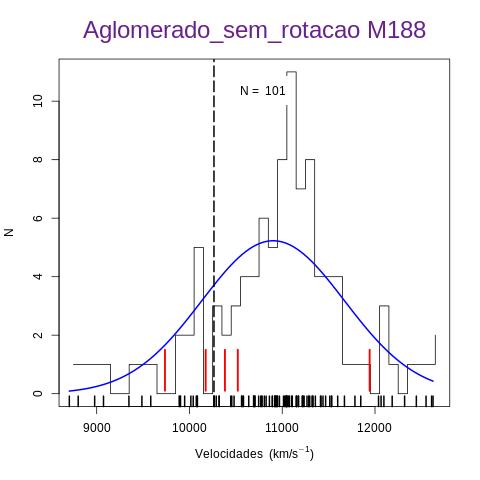 Aglomerado_sem_rotacao M188
N = 101
N
0
2
4
6
8
10
9000 10000 11000 12000
Velocidades (km/s⁻¹)